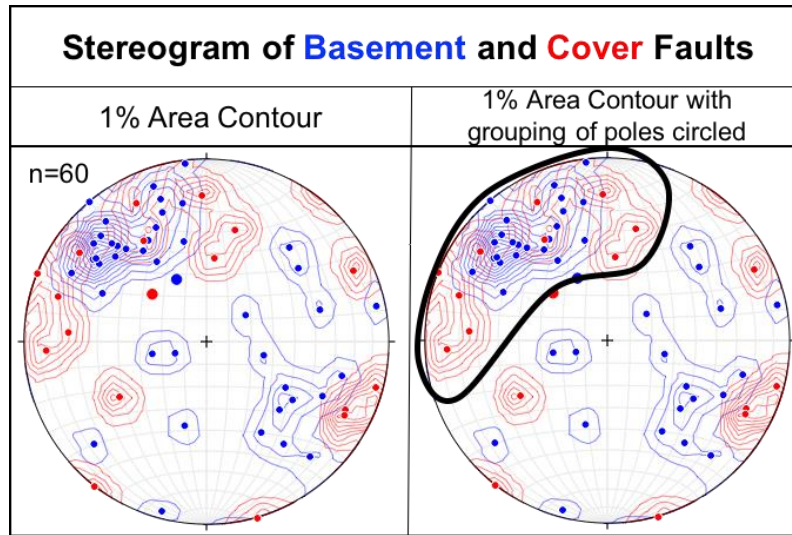 Stereogram of Basement and Cover Faults
1% Area Contour
1% Area Contour with
grouping of poles circled
n=60